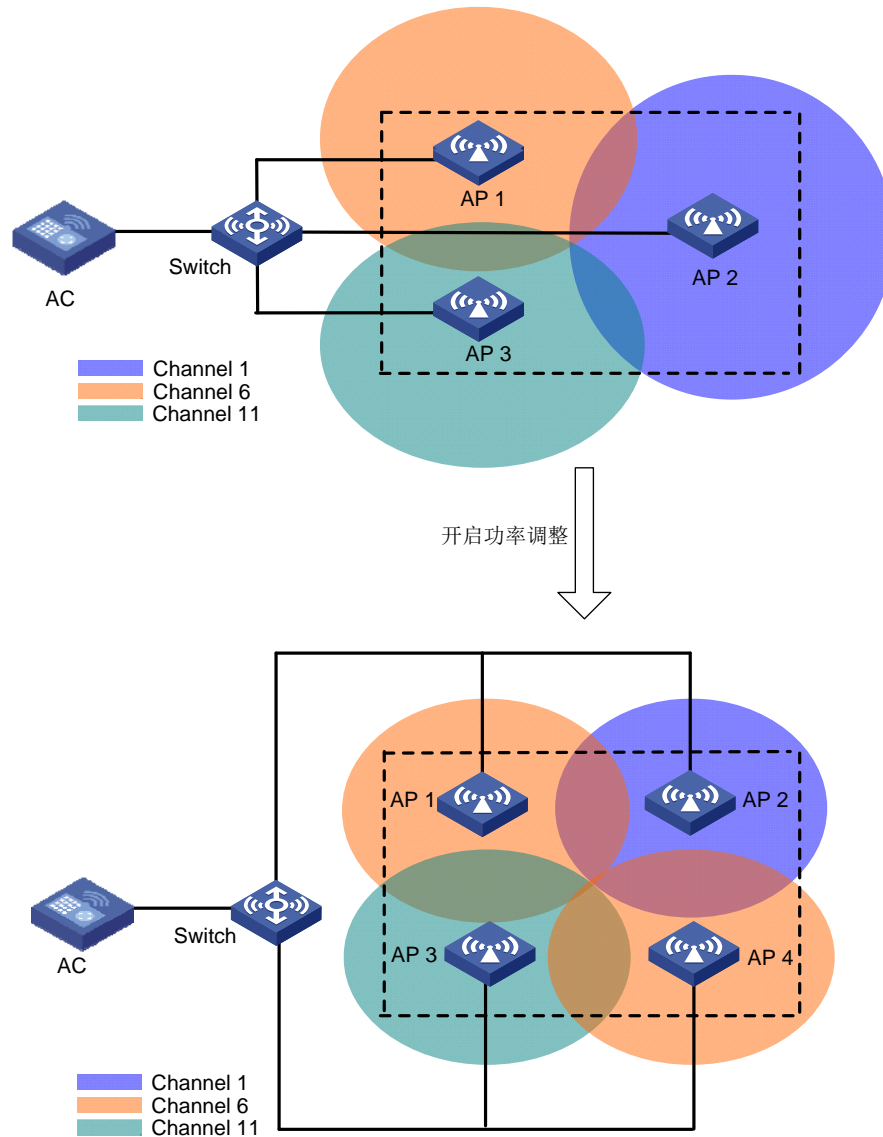 AP 1
AP 2
Switch
AC
AP 3
Channel 1
Channel 6
Channel 11
开启功率调整
AP 1
AP 2
Switch
AC
AP 3
AP 4
Channel 1
Channel 6
Channel 11